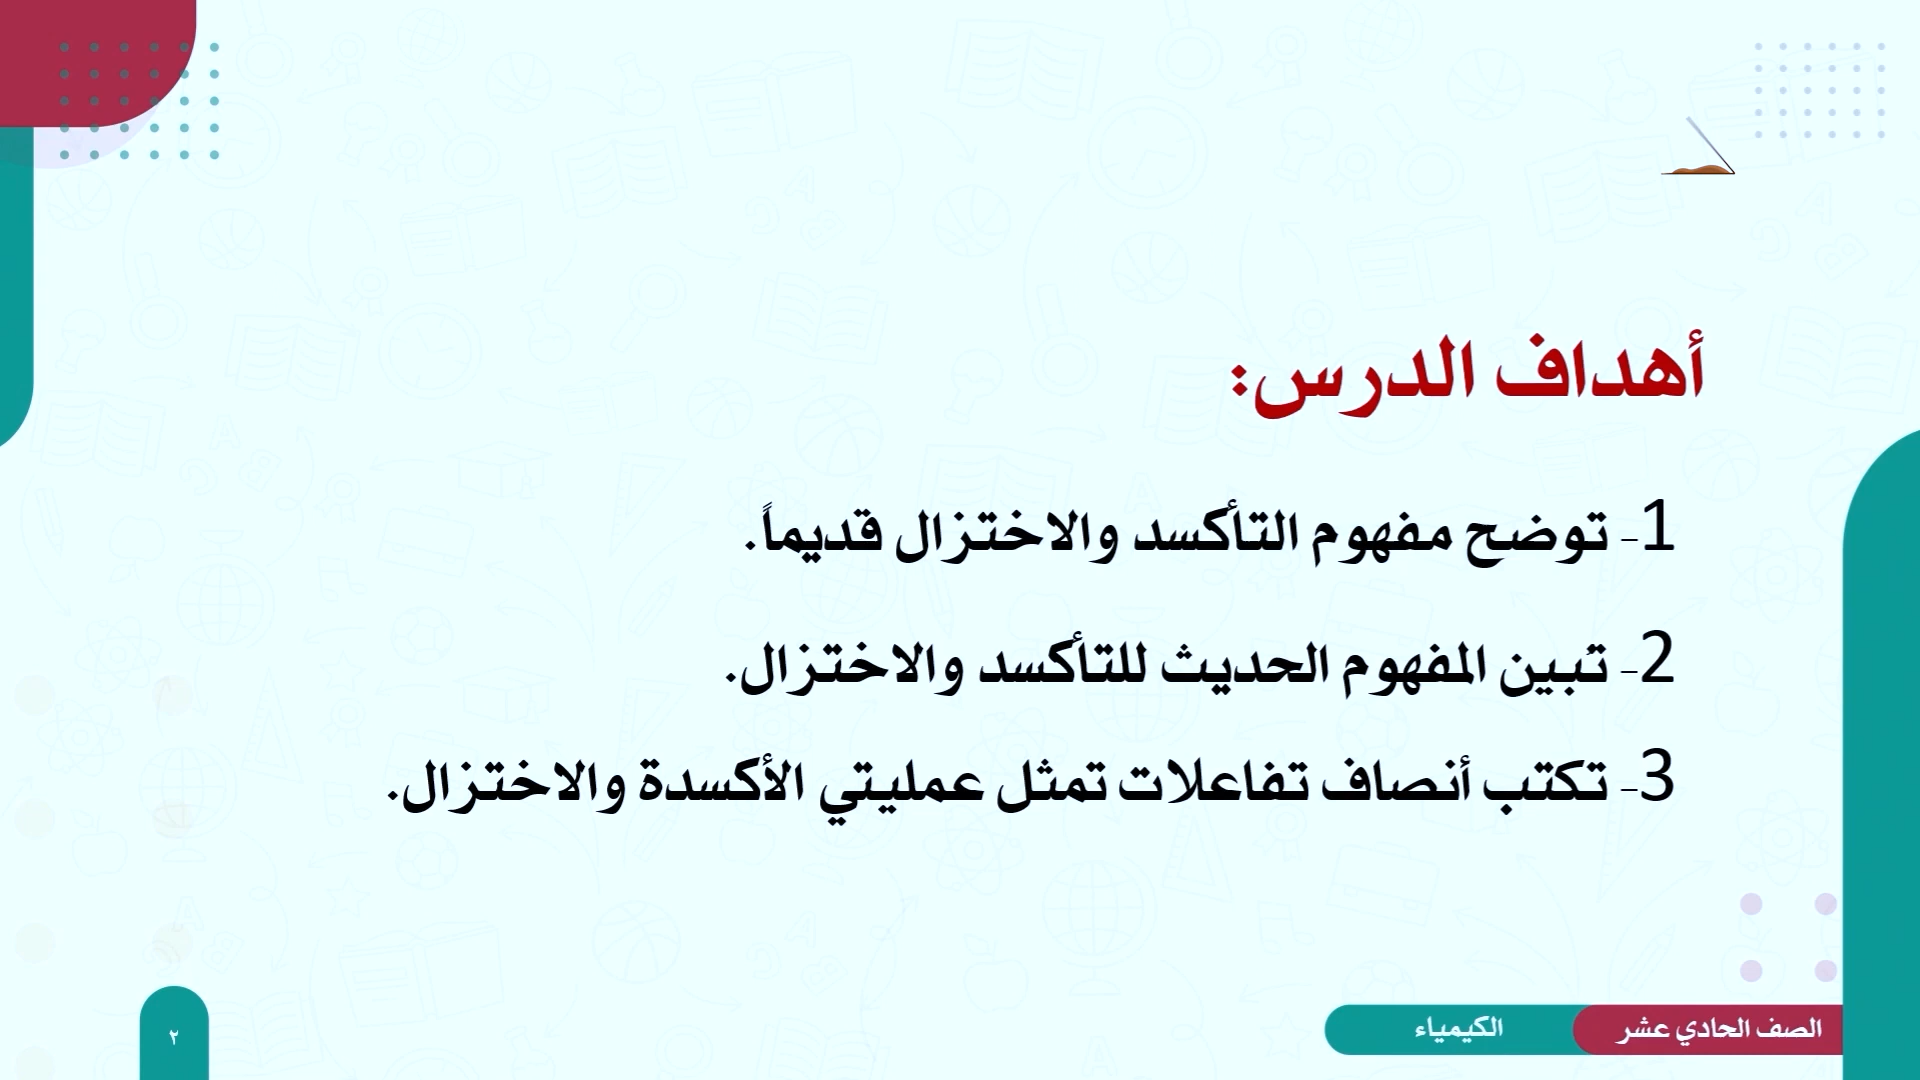 أهداف الدرس:
1- توضح مفهوم التأكسد والاختزال قديماً.
2- تبين المفهوم الحديث للتأكسد والاختزال.
3- تكتب أنصاف تفاعلات تمثل عمليتي الأكسدة والاختزال.
الصف الحادي عشر
الكيمياء
٢